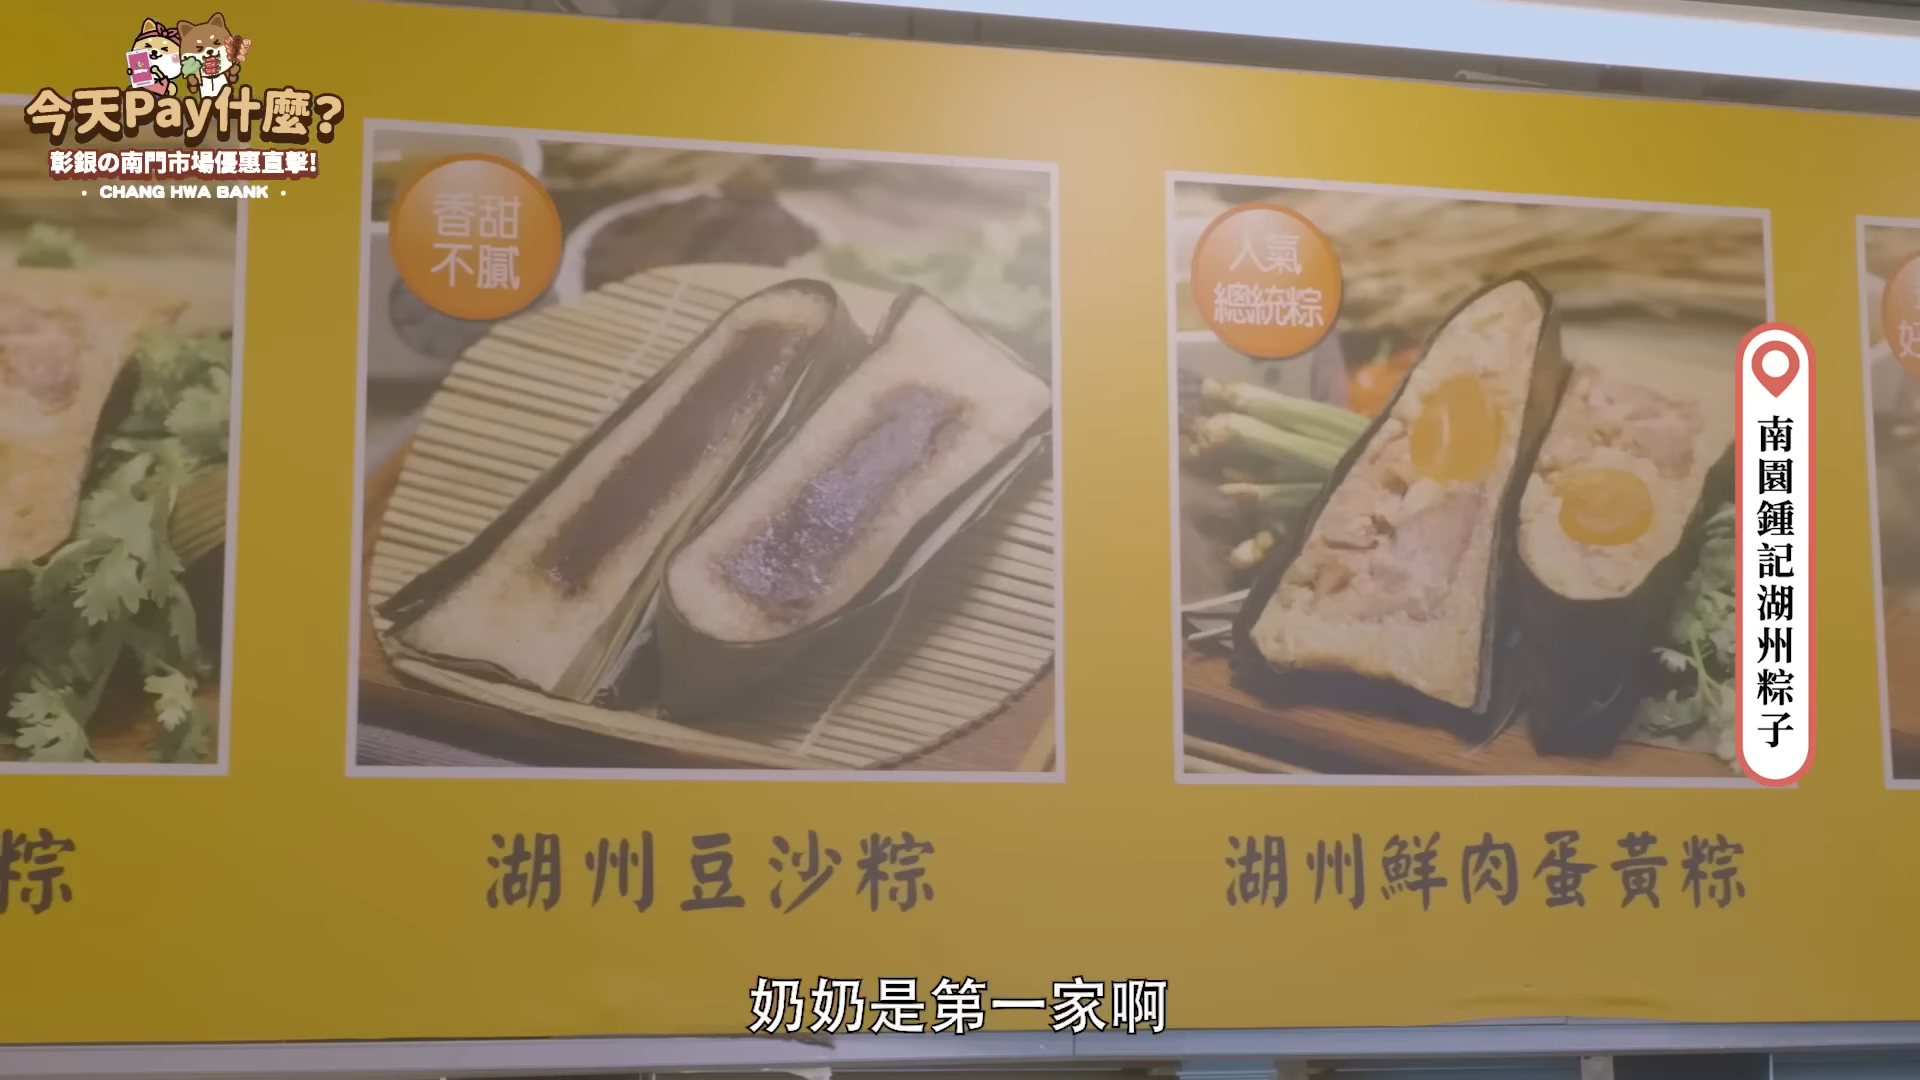 今天Pay什麼?
彰銀の南門市場優惠直擊!
· CHANG HWA BANK ·
香甜
不膩
人氣
總統粽
好
南園鍾記湖州粽子
粽
湖州豆沙粽
湖州鮮肉蛋黃粽
奶奶是第一家啊